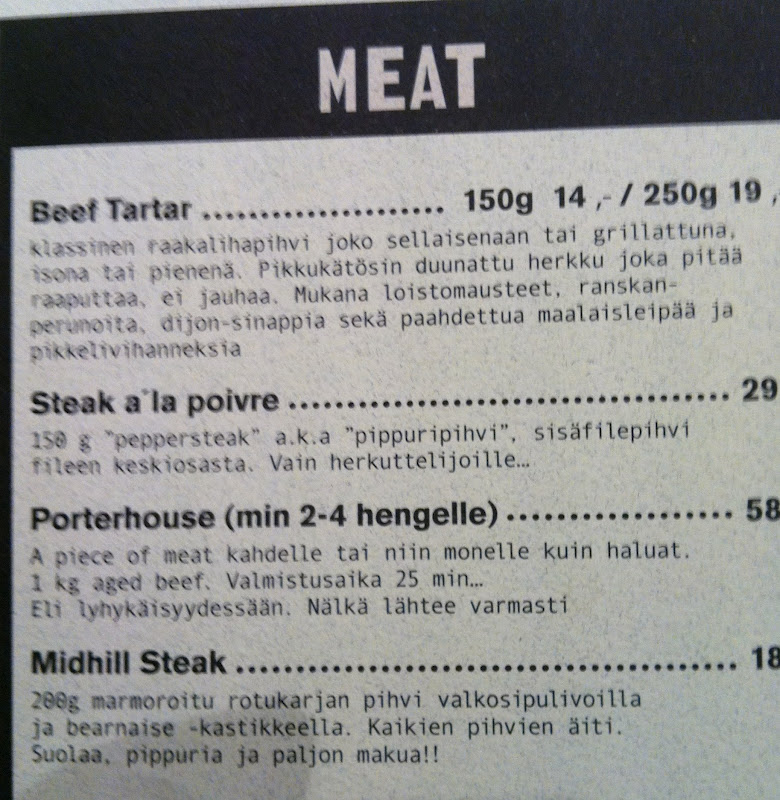 MEAT
Beef Tartar ..................... 150g 14 ,- / 250g 19 ,
klassinen raakalihapihvi joko sellaisenaan tai grillattuna,
isona tai pienenä. Pikkukätösin duunattu herkku joka pitää
raaputtaa, ei jauhaa. Mukana loistomausteet, ranskan-
perunoita, dijon-sinappia sekä paahdettua maalaisleipää ja
pikkelivihanneksia
Steak a´la poivre ...................................... 29
150 g "peppersteak" a.k.a "pippuripihvi", sisäfilepihvi
fileen keskiosasta. Vain herkuttelijoille…
Porterhouse (min 2-4 hengelle) .................. 58
A piece of meat kahdelle tai niin monelle kuin haluat.
1 kg aged beef. Valmistusaika 25 min…
Eli lyhykäisyydessään. Nälkä lähtee varmasti
Midhill Steak .......................................... 18
200g marmoroitu rotukarjan pihvi valkosipulivoilla
ja bearnaise -kastikkeella. Kaikien pihvien äiti.
Suolaa, pippuria ja paljon makua!!